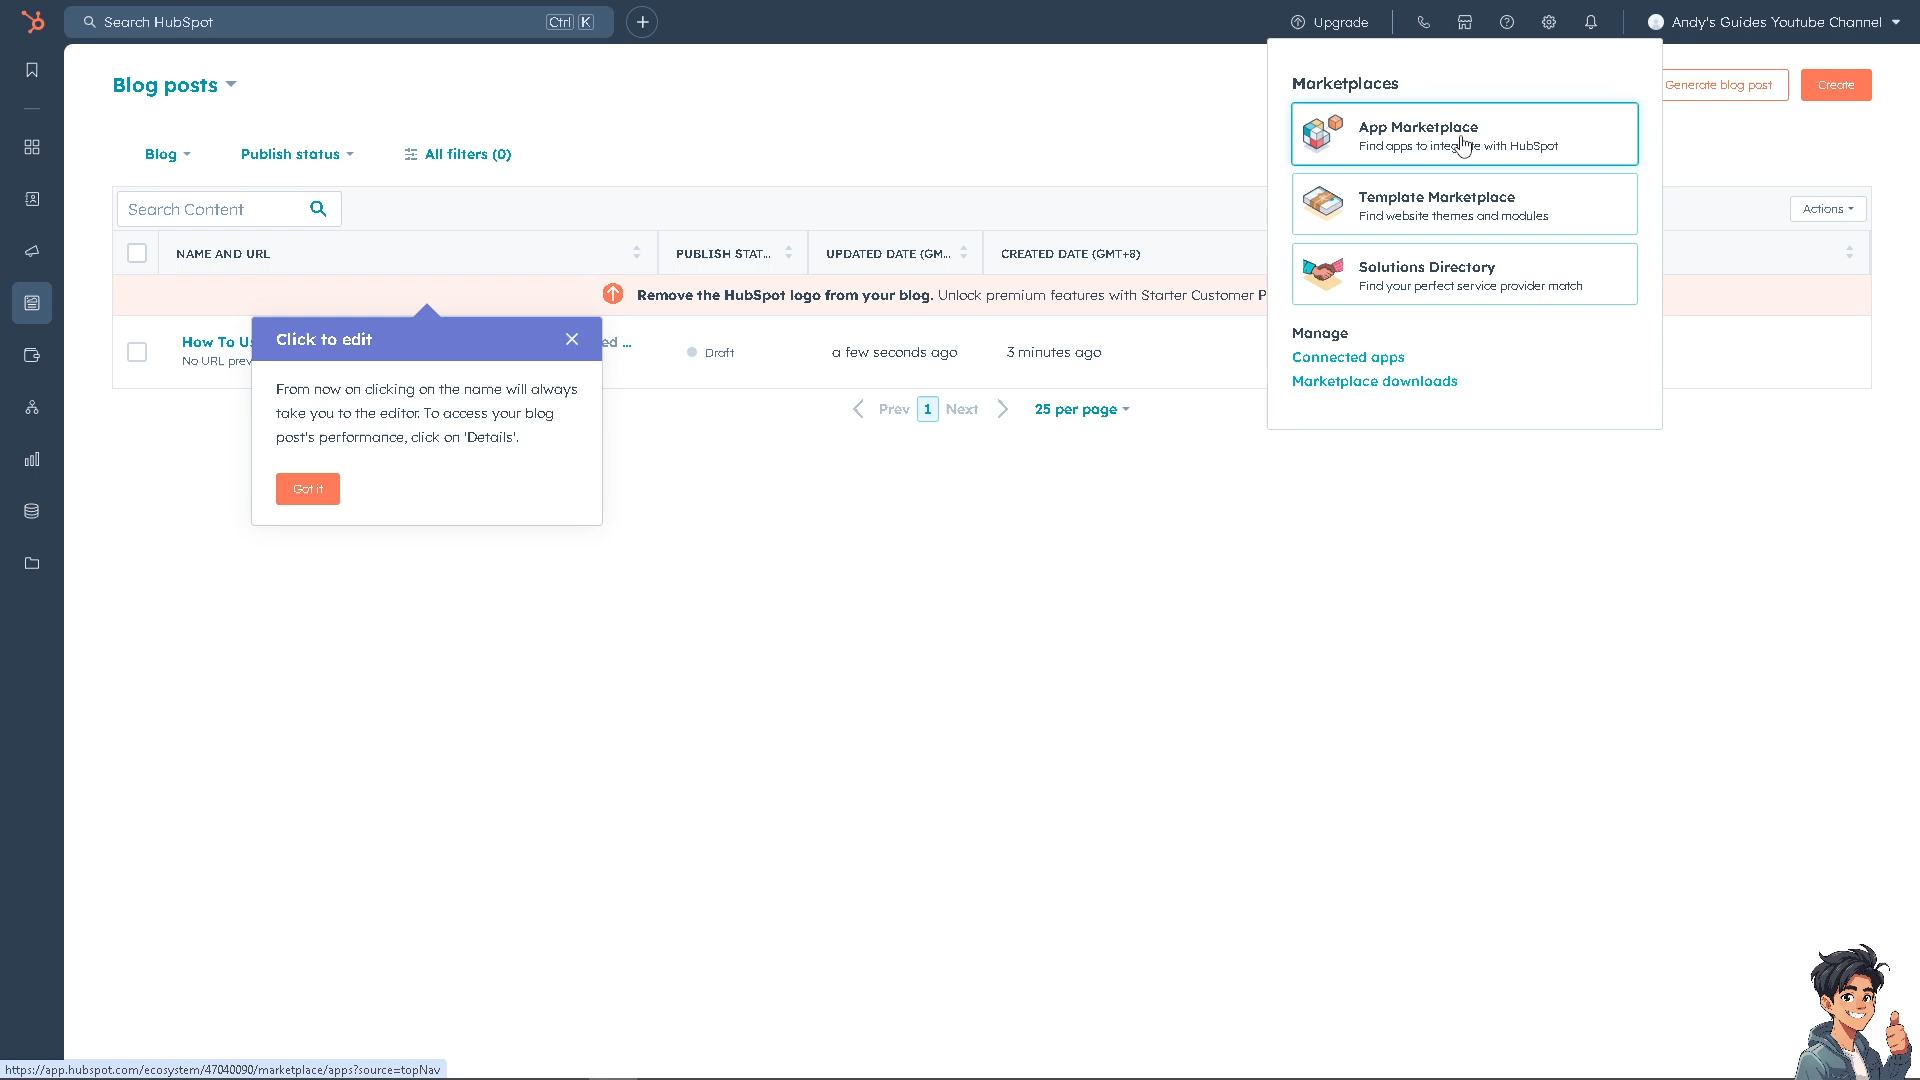 Search HubSpot
Ctrl K
Upgrade
Andy's Guides Youtube Channel
Blog posts
Generate blog post
Create
Marketplaces
App Marketplace
Find apps to with HubSpot
Template Marketplace
Find website themes and modules
Solutions Directory
Find your perfect service provider match
Manage
Connected apps
Marketplace downloads
Blog
Publish status
All filters (0)
Search Content
Actions
NAME AND URL
PUBLISH STAT...
UPDATED DATE (GM...
CREATED DATE (GMT+8)
Remove the HubSpot logo from your blog. Unlock premium features with Starter Customer P
How To Us
ed ...
No URL prev
Draft
a few seconds ago
3 minutes ago
Click to edit
From now on clicking on the name will always
take you to the editor. To access your blog
post's performance, click on 'Details'.
Got it
Prev 1 Next
25 per page
https://app.hubspot.com/ecosystem/47040090/marketplace/apps?source=topNav